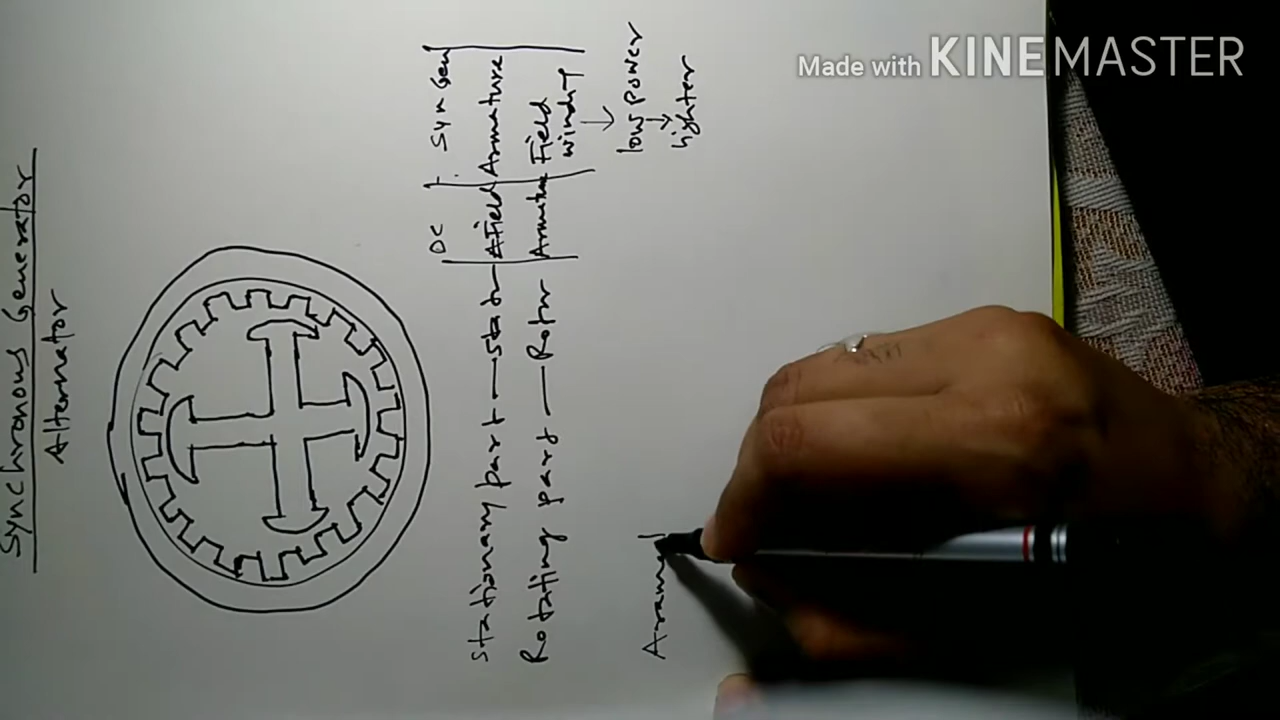 Synchronous Generator
Alternator
DC Syn Gen
Stationary part — Stator Field Armature
Rotating part — Rotor Armature Field
winding
low power
lighter
Made with KINEMASTER